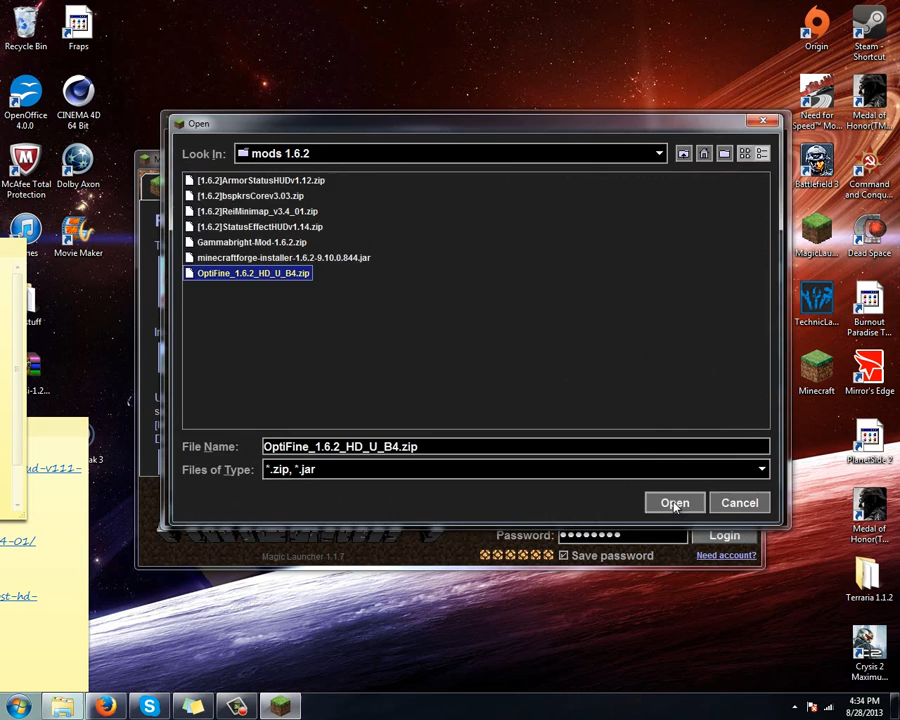 Recycle Bin
Fraps
OpenOffice
4.0.0
CINEMA 4D
64 Bit
McAfee Total
Protection
Dolby Axon
Movie Maker
Open
Look In:
mods 1.6.2
[1.6.2]ArmorStatusHUDv1.12.zip
[1.6.2]bspkrsCorev3.03.zip
[1.6.2]ReiMinimap_v3.4_01.zip
[1.6.2]StatusEffectHUDv1.14.zip
Gammabright-Mod-1.6.2.zip
minecraftforge-installer-1.6.2-9.10.0.844.jar
OptiFine_1.6.2_HD_U_B4.zip
File Name:
OptiFine_1.6.2_HD_U_B4.zip
Files of Type:
*.zip, *.jar
Open
Cancel
Password:
Login
Magic Launcher 1.1.7
Save password
Need account?
ud-v111-
4-01/
st-hd-
Origin
Steam -
Shortcut
Need for
Speed™ Mo...
Medal of
Honor(TM...
Battlefield 3
Command
and Conqu...
MagicLau...
Dead Space
TechnicLa...
Burnout
Paradise T...
Minecraft
Mirror's Edge
PlanetSide 2
Medal of
Honor(T...
Terraria 1.1.2
Crysis 2
Maximu...
4:34 PM
8/28/2013